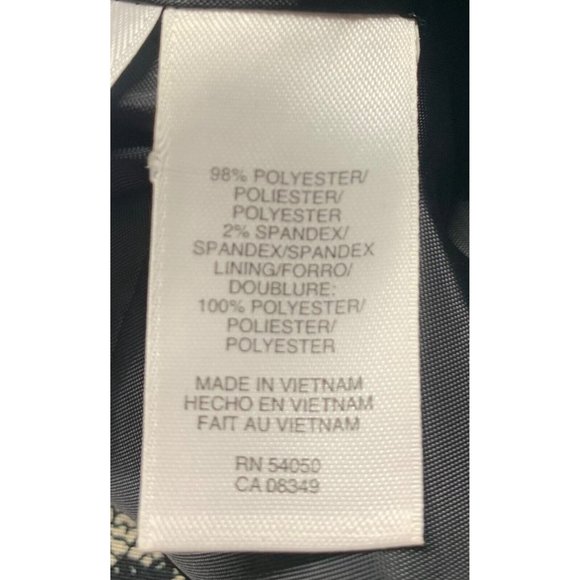 98% POLYESTER/
POLIESTER/
POLYESTER
2% SPANDEX/
SPANDEX/SPANDEX
LINING/FORRO/
DOUBLURE:
100% POLYESTER/
POLIESTER/
POLYESTER
MADE IN VIETNAM
HECHO EN VIETNAM
FAIT AU VIETNAM
RN 54050
CA 08349